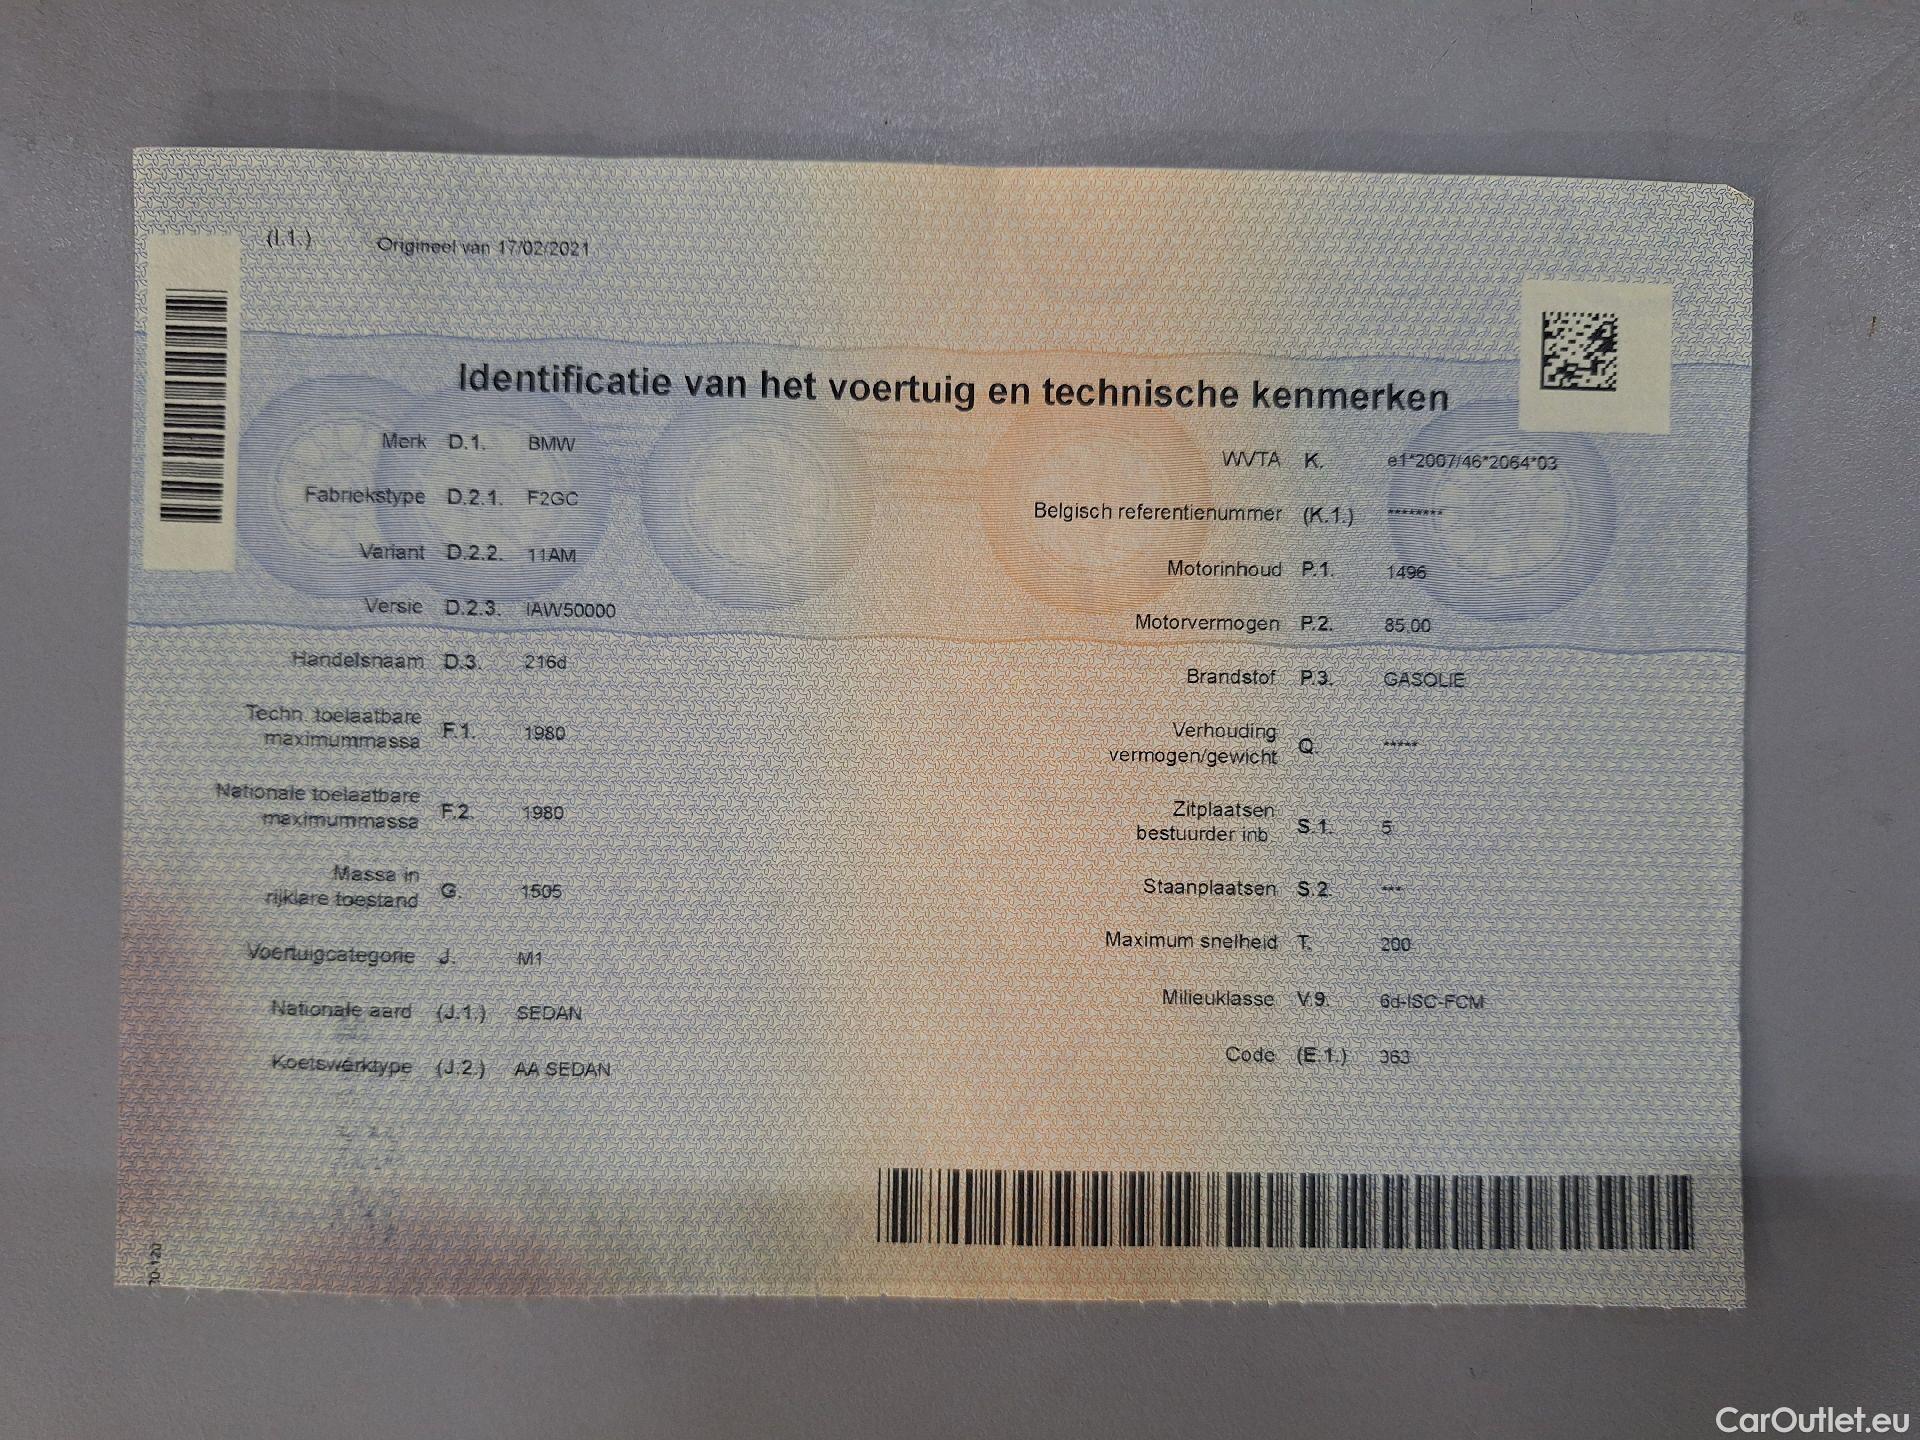 (I.1.) Origineel van 17/02/2021
Identificatie van het voertuig en technische kenmerken
Merk D.1. BMW
Fabriekstype D.2.1. F2GC
Variant D.2.2. 11AM
Versie D.2.3. IAW50000
Handelsnaam D.3. 216d
Techn. toelaatbare
maximummassa F.1. 1980
Nationale toelaatbare
maximummassa F.2. 1980
Massa in
rijklare toestand G. 1505
Voertuigcategorie J. M1
Nationale aard (J.1.) SEDAN
Koetswerktype (J.2.) AA SEDAN
WVTA K. e1*2007/46*2064*03
Belgisch referentienummer (K.1.) ********
Motorinhoud P.1. 1496
Motorvermogen P.2. 85.00
Brandstof P.3. GASOLIE
Verhouding
vermogen/gewicht Q. *****
Zitplaatsen
bestuurder inb. S.1. 5
Staanplaatsen S.2. ***
Maximum snelheid T. 200
Milieuklasse V.9. 6d-ISC-FCM
Code (E.1.) 363
CarOutlet.eu